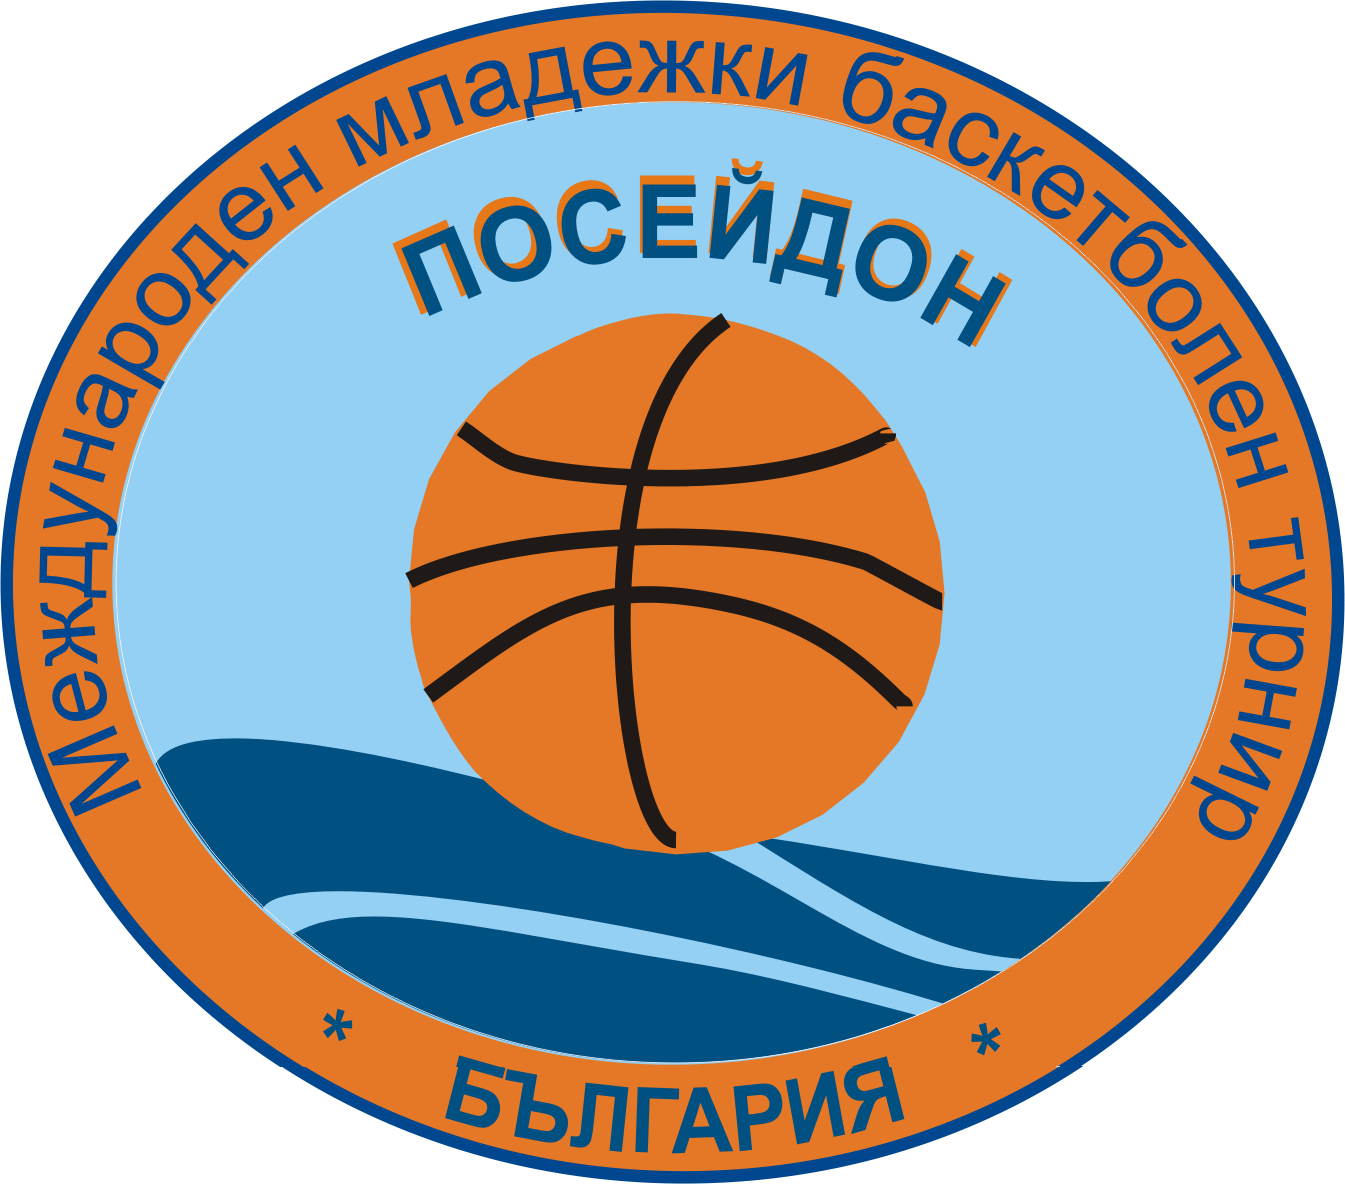 Международен младежки баскетболен турнир
ПОСЕЙДОН
* БЪЛГАРИЯ *